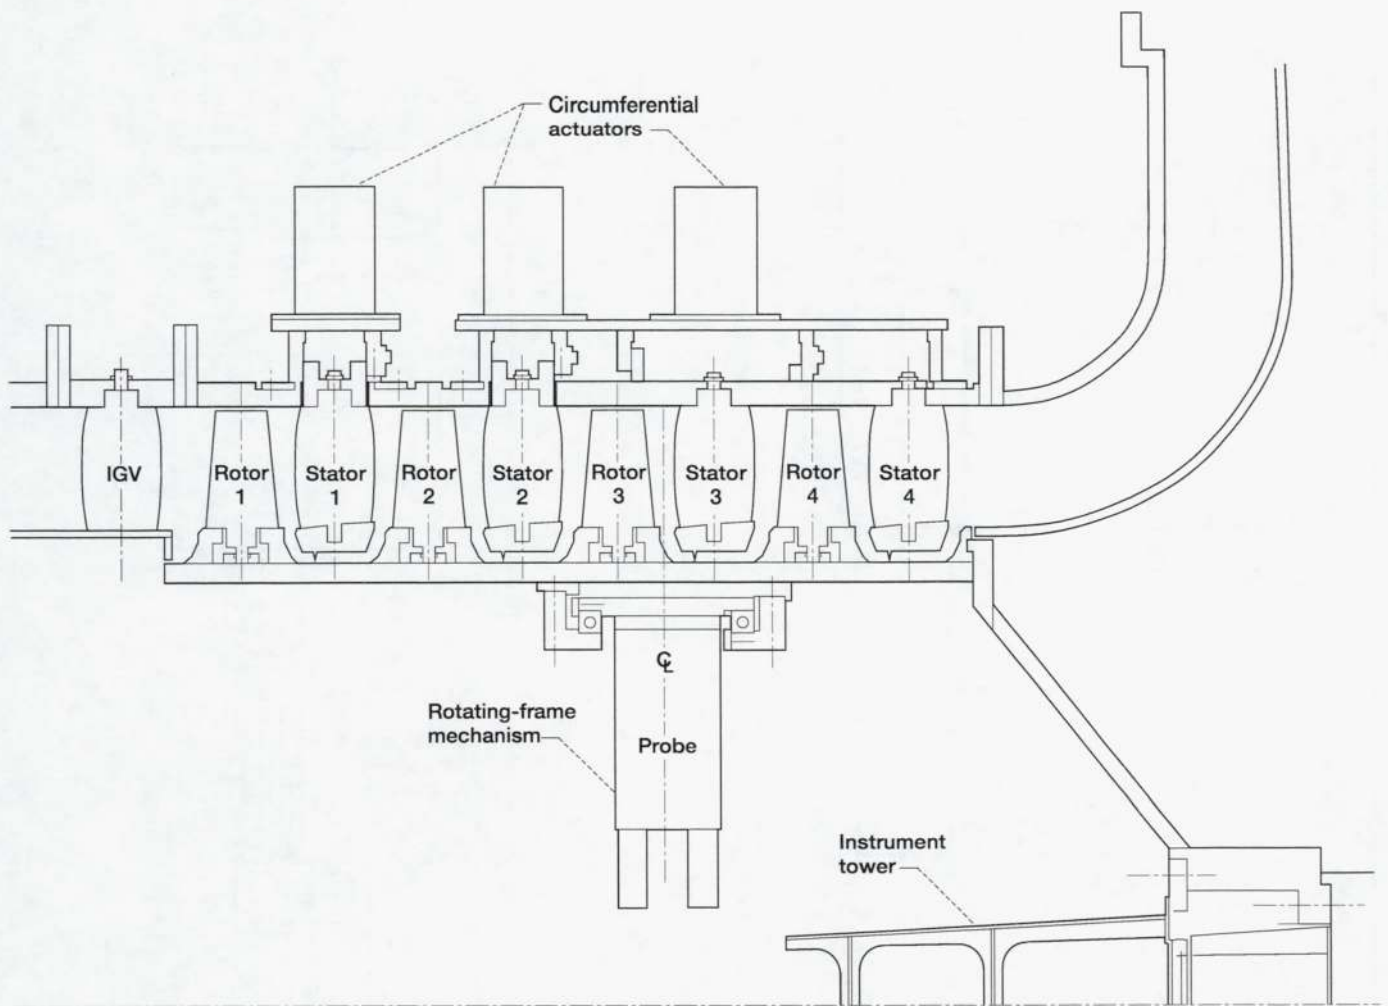 Circumferential
actuators
IGV
Rotor
1
Stator
1
Rotor
2
Stator
2
Rotor
3
Stator
3
Rotor
4
Stator
4
℄
Rotating-frame
mechanism
Probe
Instrument
tower